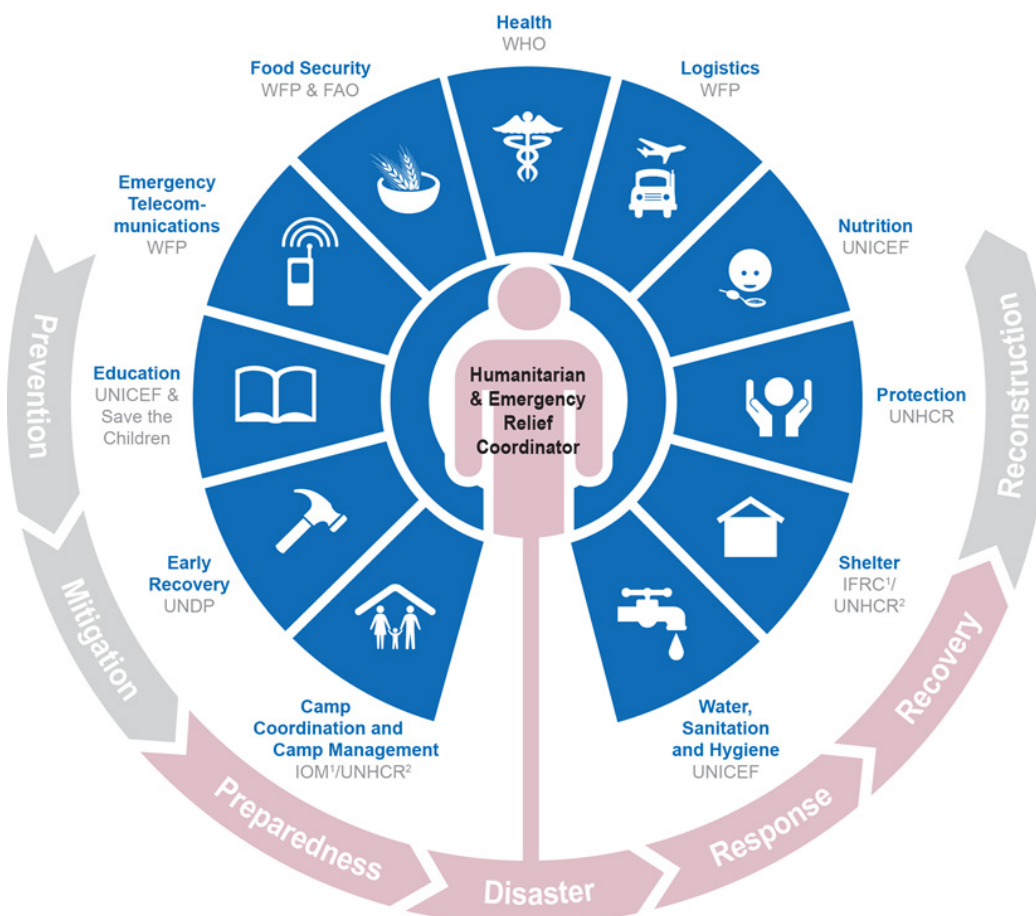 Health
WHO
Food Security
WFP & FAO
Logistics
WFP
Emergency
Telecom-
munications
WFP
Nutrition
UNICEF
Education
UNICEF &
Save the
Children
Protection
UNHCR
Humanitarian
& Emergency
Relief
Coordinator
Early
Recovery
UNDP
Shelter
IFRC¹/
UNHCR²
Camp
Coordination and
Camp Management
IOM¹/UNHCR²
Water,
Sanitation
and Hygiene
UNICEF
Prevention
Mitigation
Preparedness
Disaster
Response
Recovery
Reconstruction